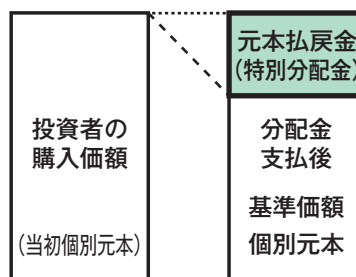 投資者の
購入価額
(当初個別元本)
元本払戻金
(特別分配金)
分配金
支払後
基準価額
個別元本